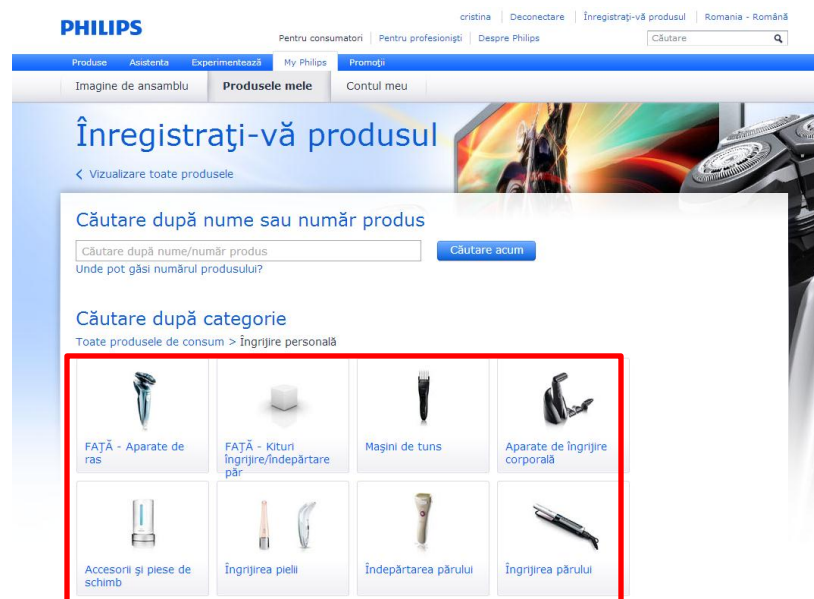 PHILIPS
cristina Deconectare Înregistraţi-vă produsul Romania - Română
Pentru consumatori Pentru profesionişti Despre Philips Căutare
Produse Asistenta Experimentează My Philips Promoţii
Imagine de ansamblu Produsele mele Contul meu
Înregistraţi-vă produsul
Vizualizare toate produsele
Căutare după nume sau număr produs
Căutare după nume/număr produs Căutare acum
Unde pot găsi numărul produsului?
Căutare după categorie
Toate produsele de consum > Îngrijire personală
FAŢĂ - Aparate de
ras
FAŢĂ - Kituri
îngrijire/îndepărtare
păr
Maşini de tuns
Aparate de îngrijire
corporală
Accesorii şi piese de
schimb
Îngrijirea pielii
Îndepărtarea părului
Îngrijirea părului